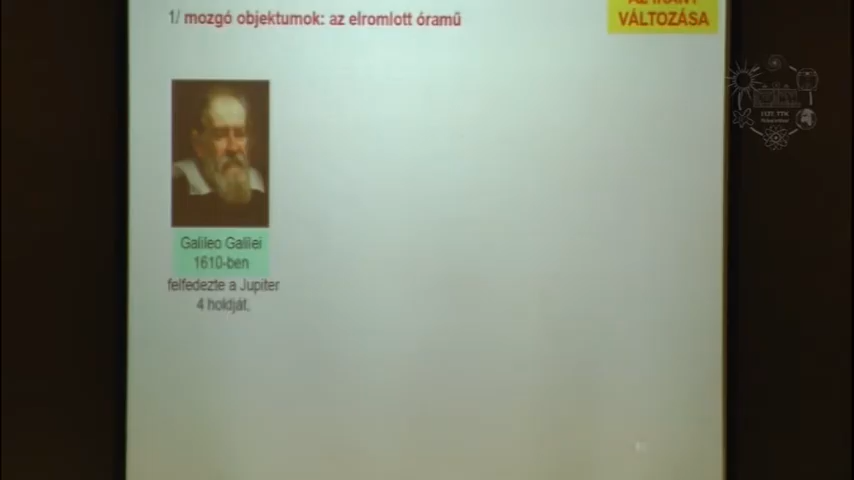 1/ mozgó objektumok: az elromlott óramű
VÁLTOZÁSA
Galileo Galilei
1610-ben
felfedezte a Jupiter
4 holdját.